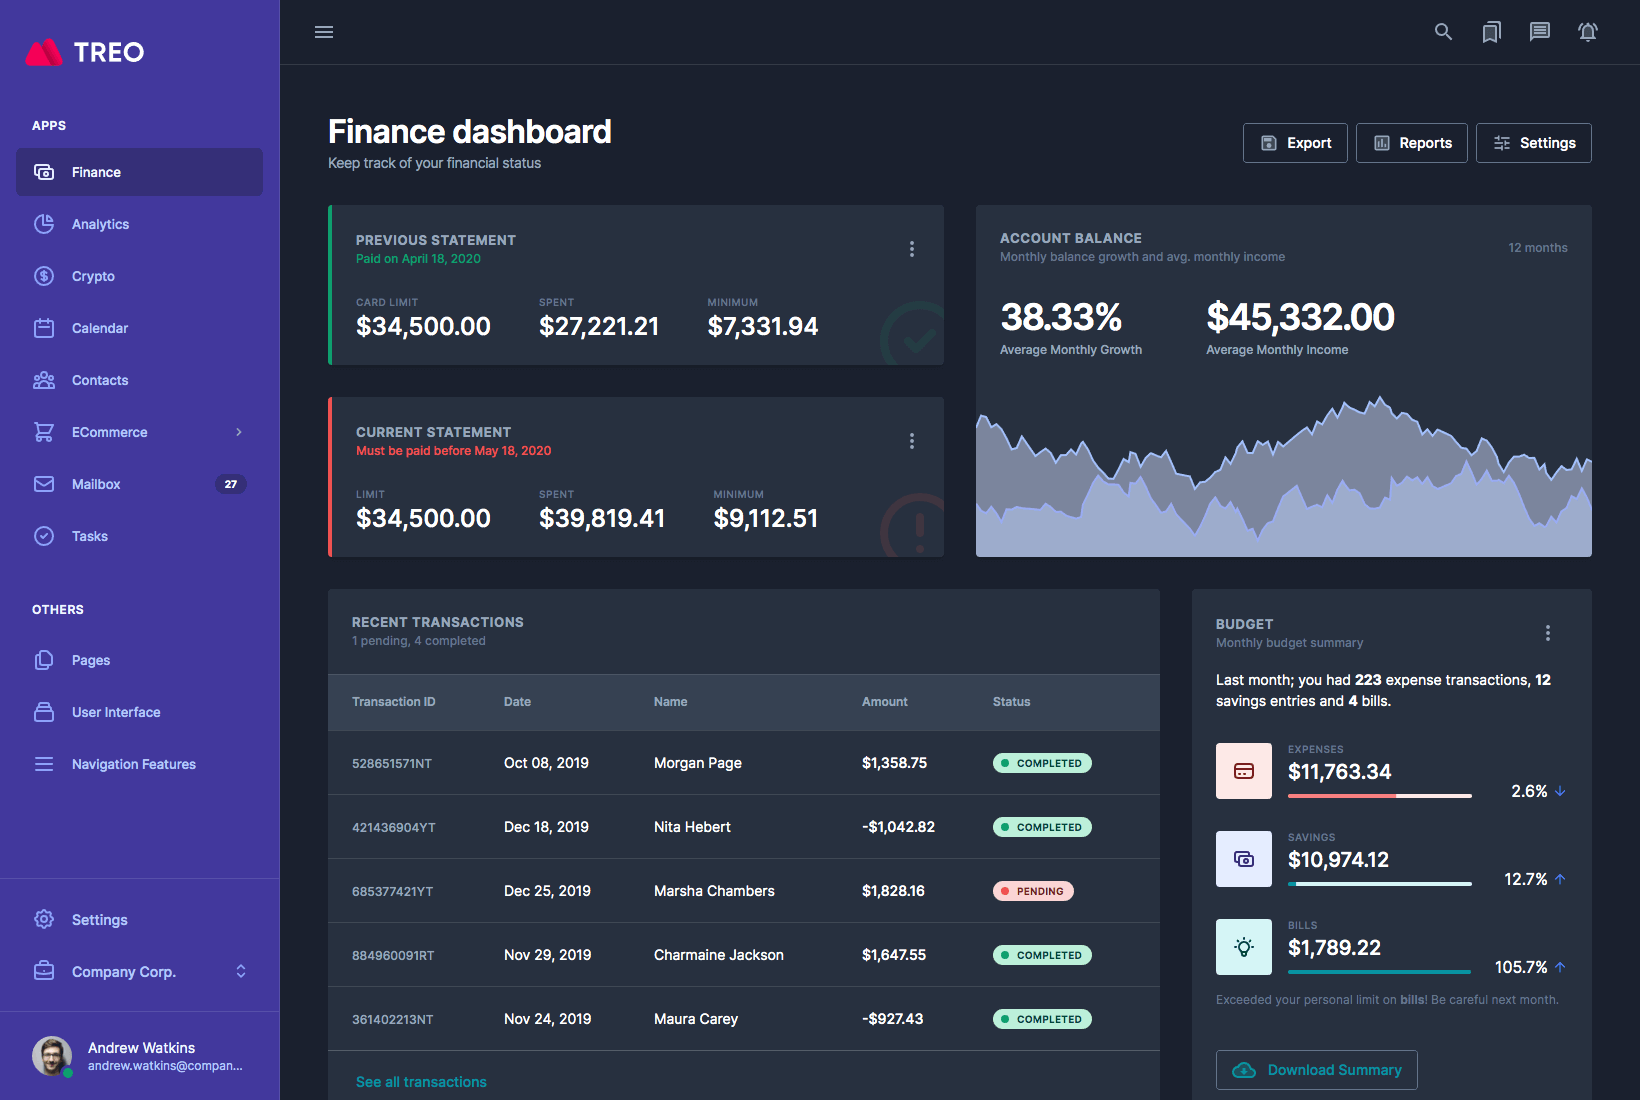 TREO
APPS
Finance
Analytics
Crypto
Calendar
Contacts
ECommerce
Mailbox 27
Tasks
OTHERS
Pages
User Interface
Navigation Features
Settings
Company Corp.
Andrew Watkins
andrew.watkins@compan...
Finance dashboard
Keep track of your financial status
Export Reports Settings
PREVIOUS STATEMENT
Paid on April 18, 2020
CARD LIMIT SPENT MINIMUM
$34,500.00 $27,221.21 $7,331.94
CURRENT STATEMENT
Must be paid before May 18, 2020
LIMIT SPENT MINIMUM
$34,500.00 $39,819.41 $9,112.51
ACCOUNT BALANCE
Monthly balance growth and avg. monthly income
12 months
38.33% $45,332.00
Average Monthly Growth Average Monthly Income
RECENT TRANSACTIONS
1 pending, 4 completed
Transaction ID Date Name Amount Status
528651571NT Oct 08, 2019 Morgan Page $1,358.75 COMPLETED
421436904YT Dec 18, 2019 Nita Hebert -$1,042.82 COMPLETED
685377421YT Dec 25, 2019 Marsha Chambers $1,828.16 PENDING
884960091RT Nov 29, 2019 Charmaine Jackson $1,647.55 COMPLETED
361402213NT Nov 24, 2019 Maura Carey -$927.43 COMPLETED
See all transactions
BUDGET
Monthly budget summary
Last month; you had 223 expense transactions, 12
savings entries and 4 bills.
EXPENSES
$11,763.34
2.6%
SAVINGS
$10,974.12
12.7%
BILLS
$1,789.22
105.7%
Exceeded your personal limit on bills! Be careful next month.
Download Summary